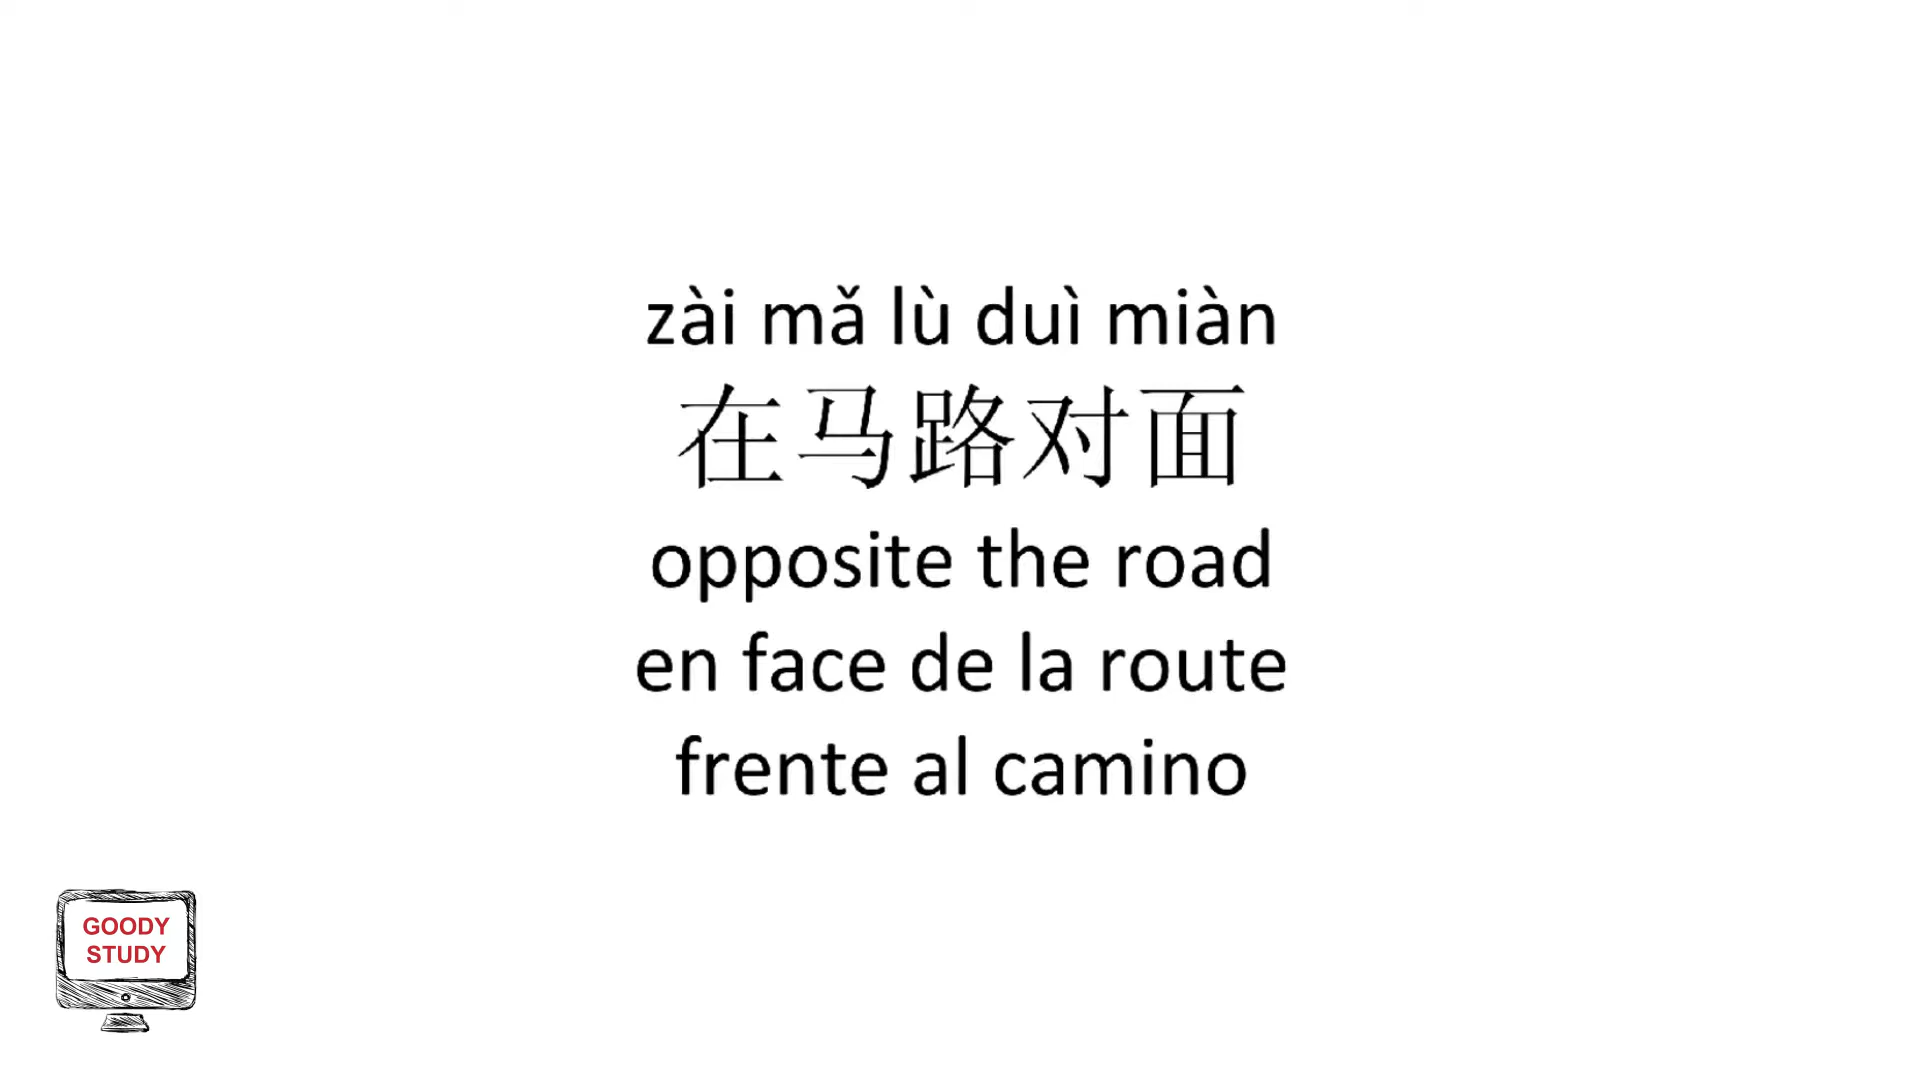 zài mǎ lù duì miàn
在马路对面
opposite the road
en face de la route
frente al camino
GOODY
STUDY